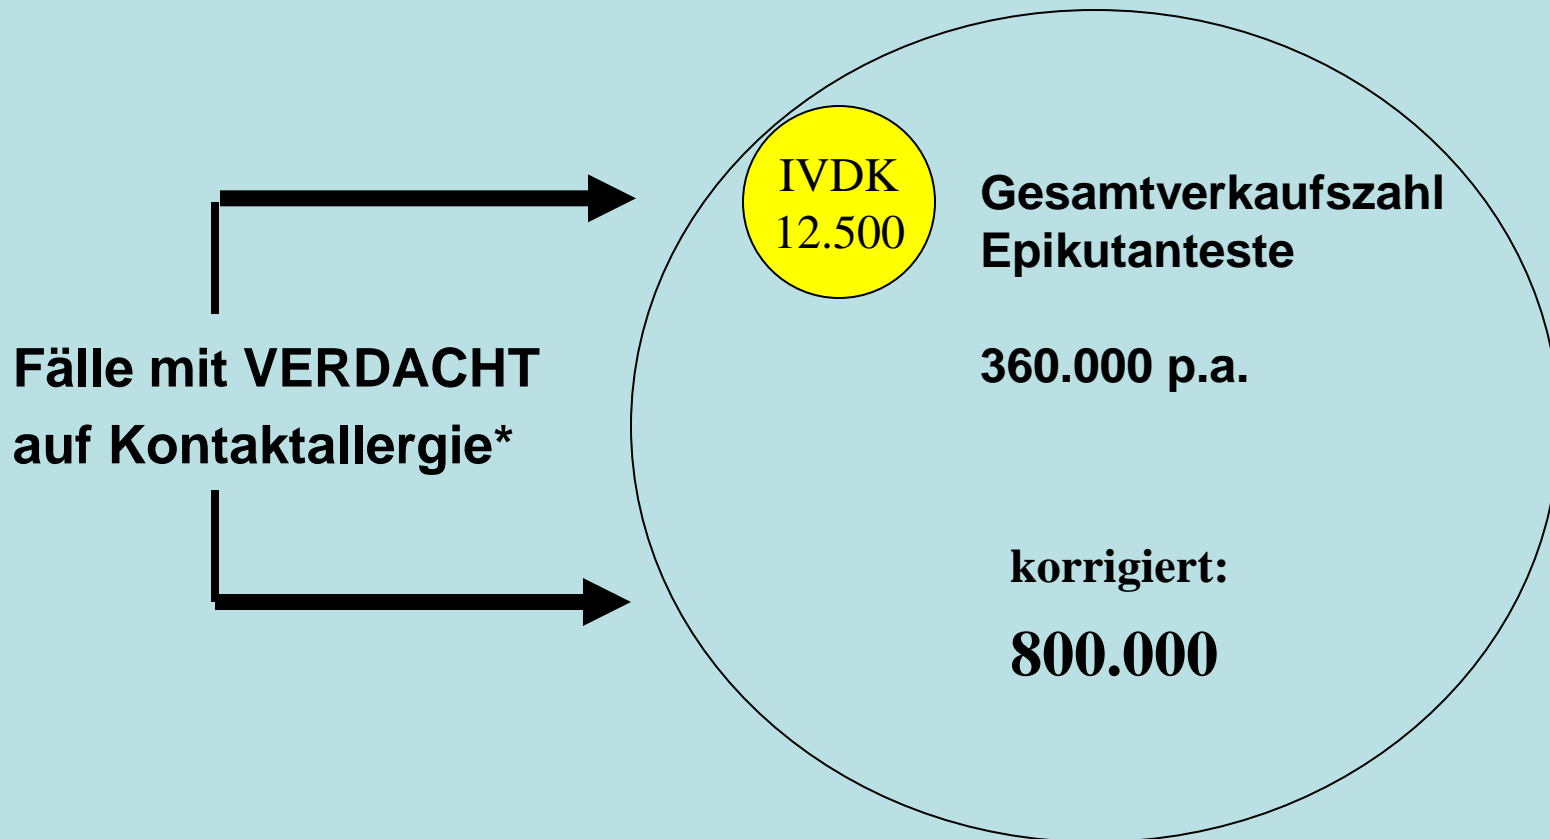 Fälle mit VERDACHT
auf Kontaktallergie*
IVDK
12.500
Gesamtverkaufszahl
Epikutanteste
360.000 p.a.
korrigiert:
800.000